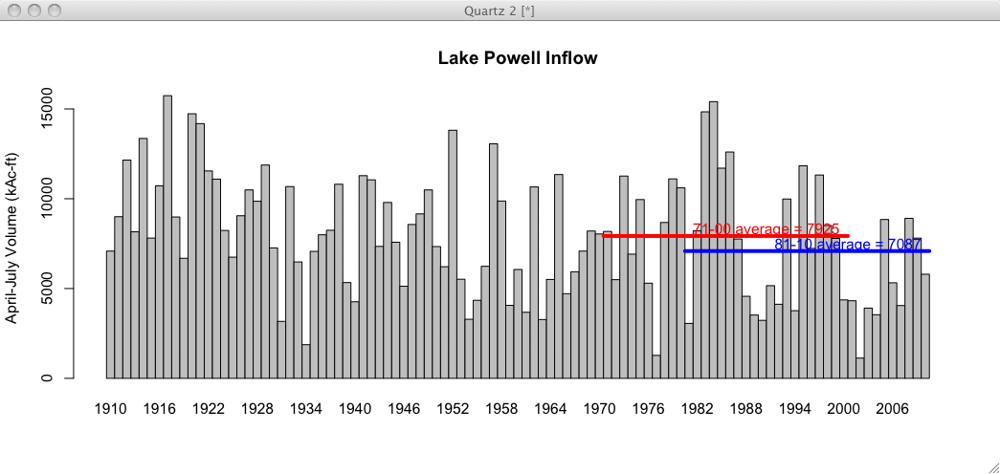 Quartz 2 [*]
Lake Powell Inflow
April-July Volume (kAc-ft)
15000
10000
5000
0
71-00 average = 7925
81-10 average = 7087
1910 1916 1922 1928 1934 1940 1946 1952 1958 1964 1970 1976 1982 1988 1994 2000 2006